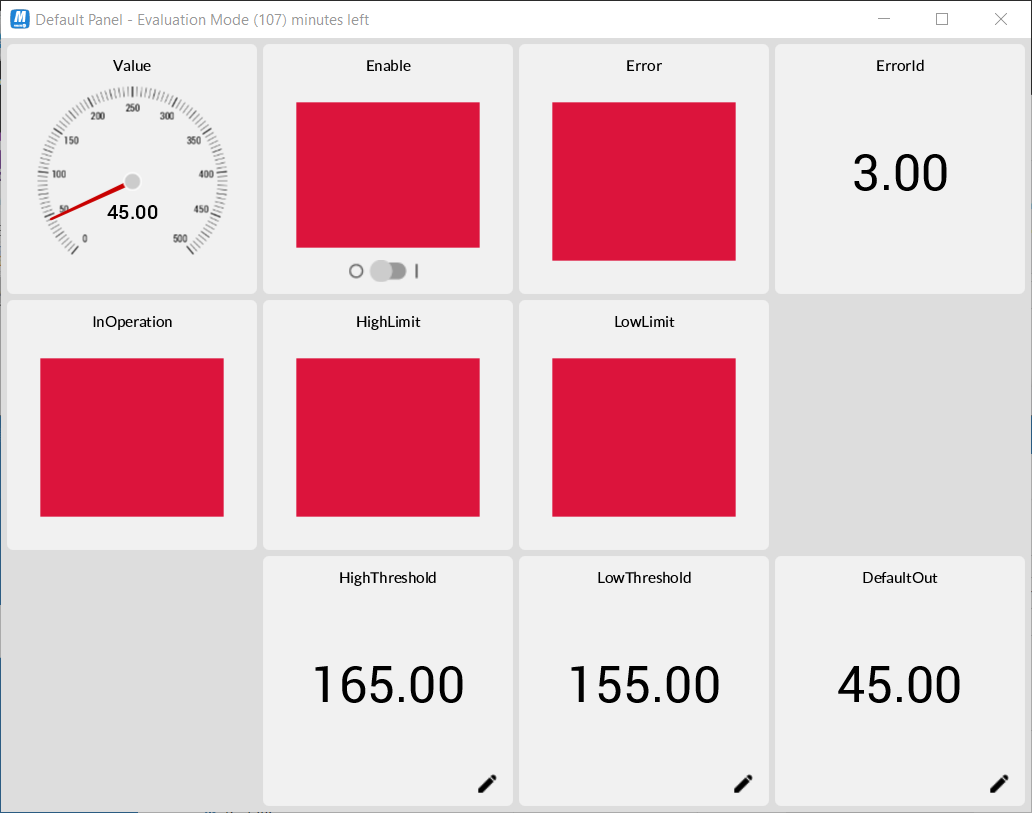 Default Panel - Evaluation Mode (107) minutes left
Value
Enable
Error
ErrorId
0
50
100
150
200
250
300
350
400
450
500
45.00
3.00
InOperation
HighLimit
LowLimit
HighThreshold
LowThreshold
DefaultOut
165.00
155.00
45.00